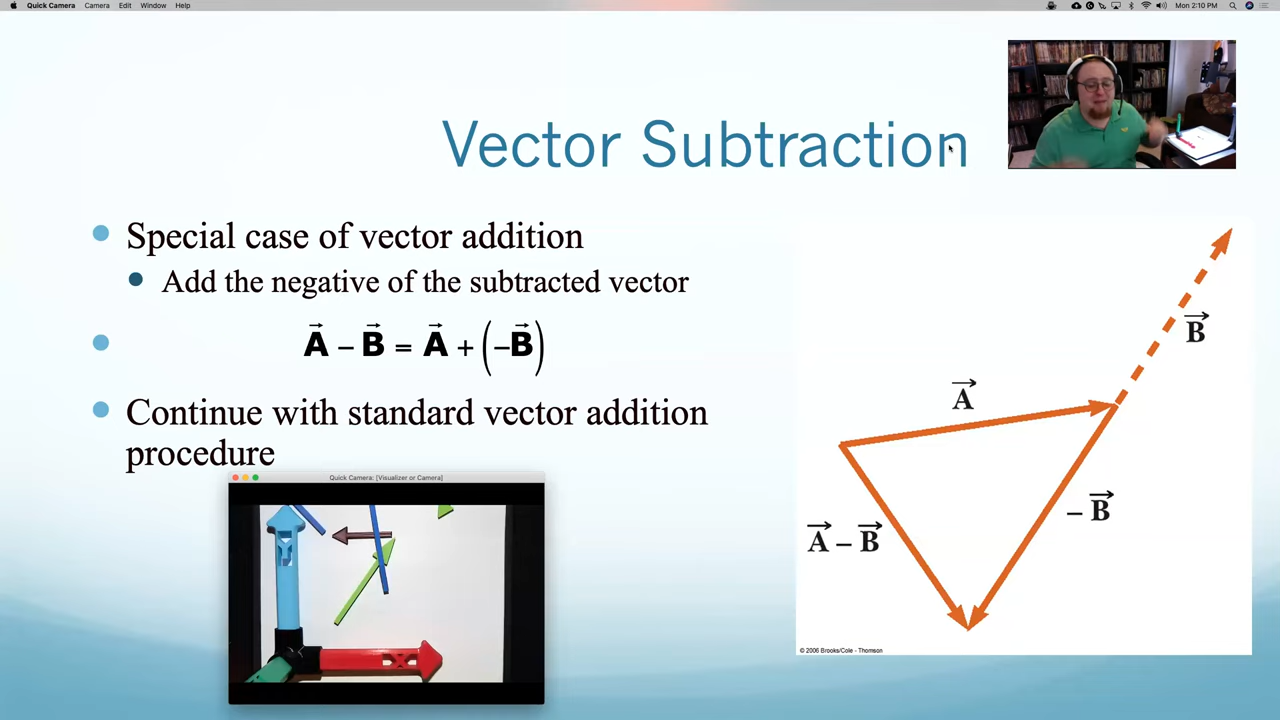 Quick Camera Camera Edit Window Help Mon 2:10 PM
Vector Subtraction
Special case of vector addition
Add the negative of the subtracted vector
A⃗ – B⃗ = A⃗ + (–B⃗)
Continue with standard vector addition
procedure
Quick Camera: [Visualizer or Camera]
Y
X
B⃗
A⃗
– B⃗
A⃗ – B⃗
© 2006 Brooks/Cole - Thomson